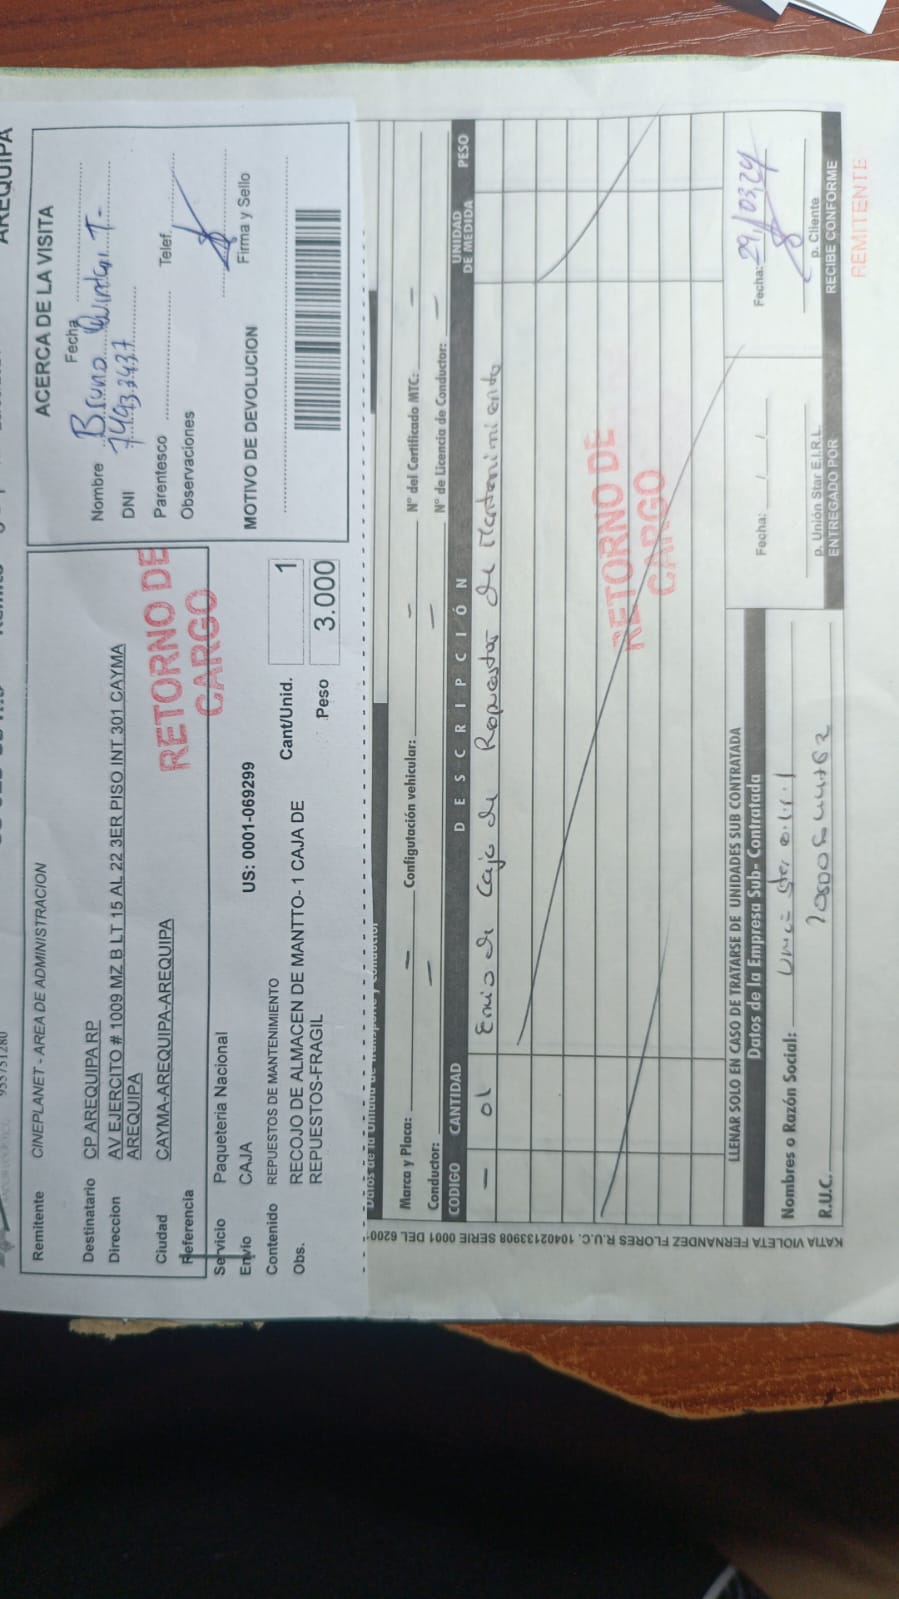 AREQUIPA
955751280
Remitente CINEPLANET - AREA DE ADMINISTRACION
Destinatario CP AREQUIPA RP
Direccion AV EJERCITO # 1009 MZ B LT 15 AL 22 3ER PISO INT 301 CAYMA
AREQUIPA
Ciudad CAYMA-AREQUIPA-AREQUIPA
Referencia
RETORNO DE
CARGO
Servicio Paqueteria Nacional
Envio CAJA US: 0001-069299
Contenido REPUESTOS DE MANTENIMIENTO Cant/Unid. 1
Obs. RECOJO DE ALMACEN DE MANTTO- 1 CAJA DE Peso 3.000
REPUESTOS-FRAGIL
ACERCA DE LA VISITA
Fecha
Nombre Bruno T.
DNI 74932437
Parentesco Telef.
Observaciones
Firma y Sello
MOTIVO DE DEVOLUCION
Marca y Placa: — Configutación vehicular: - N° del Certificado MTC: —
Conductor: — N° de Licencia de Conductor: —
CODIGO CANTIDAD DESCRIPCIÓN UNIDAD DE MEDIDA PESO
— 01 Envio de Caja de Repuestos de Mantenimiento
RETORNO DE
CARGO
LLENAR SOLO EN CASO DE TRATARSE DE UNIDADES SUB CONTRATADA
Datos de la Empresa Sub- Contratada
Nombres o Razón Social:
R.U.C.
Fecha: / /
p. Unión Star E.I.R.L.
ENTREGADO POR
Fecha: 29/03/24
p. Cliente
RECIBE CONFORME
REMITENTE
KATIA VIOLETA FERNANDEZ FLORES R.U.C. 10402133908 SERIE 0001 DEL 6200